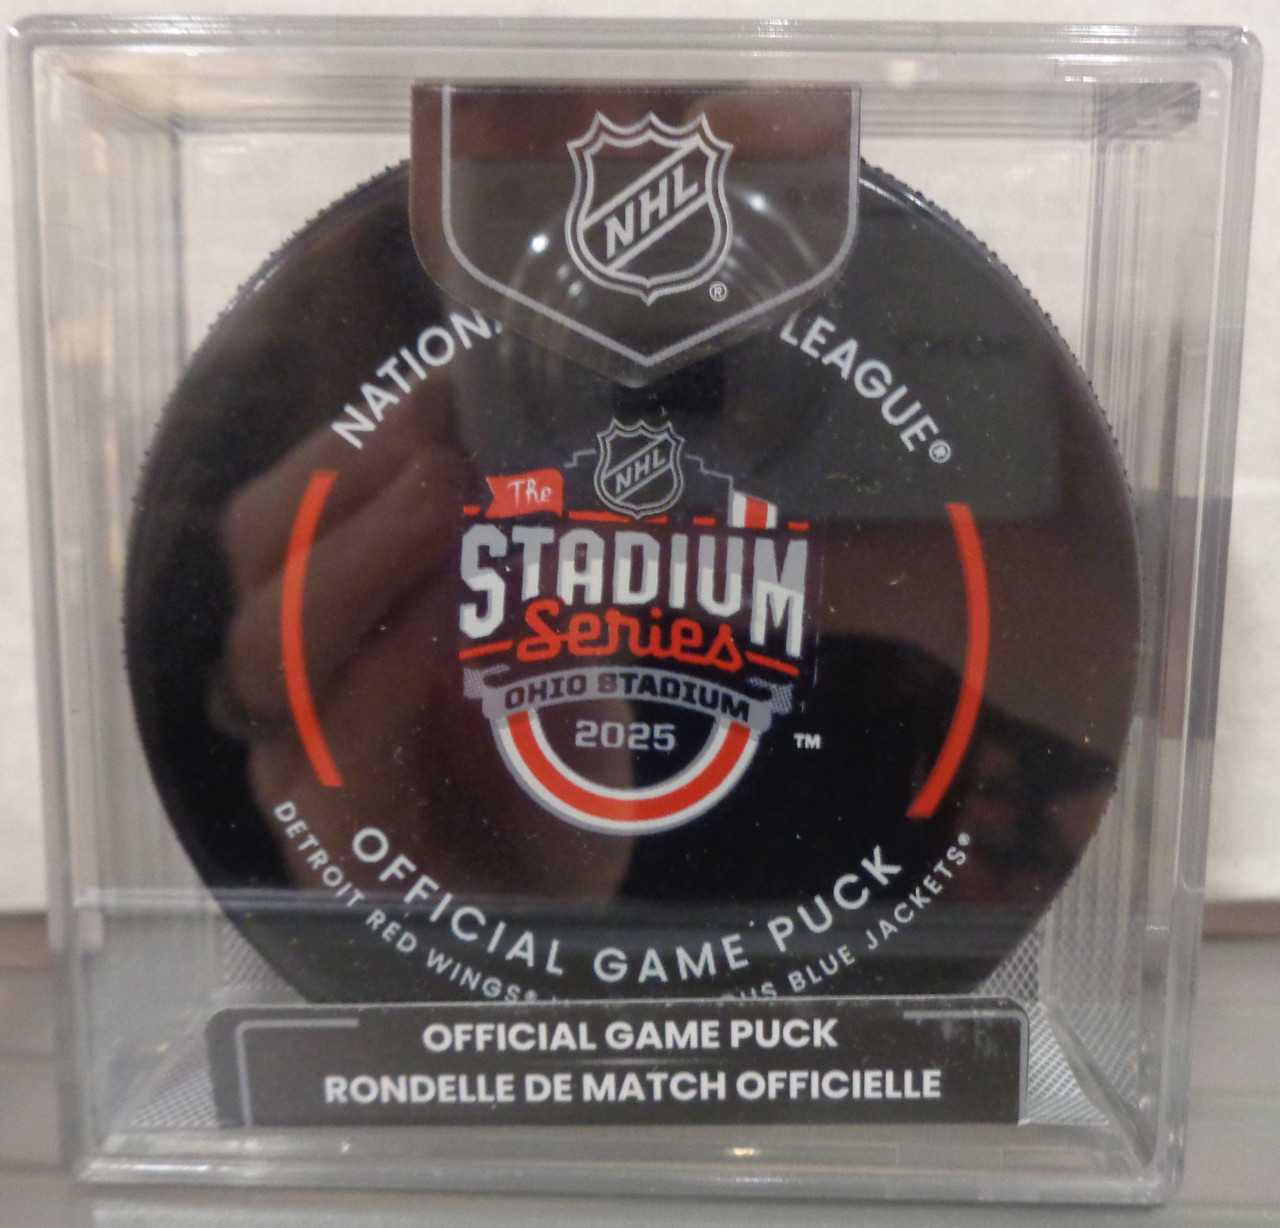 NHL
®
LEAGUE®
NHL
The
STADIUM
Series
OHIO STADIUM
2025
TM
OFFICIAL GAME PUCK
DETROIT RED WINGS® BLUE JACKETS®
OFFICIAL GAME PUCK
RONDELLE DE MATCH OFFICIELLE